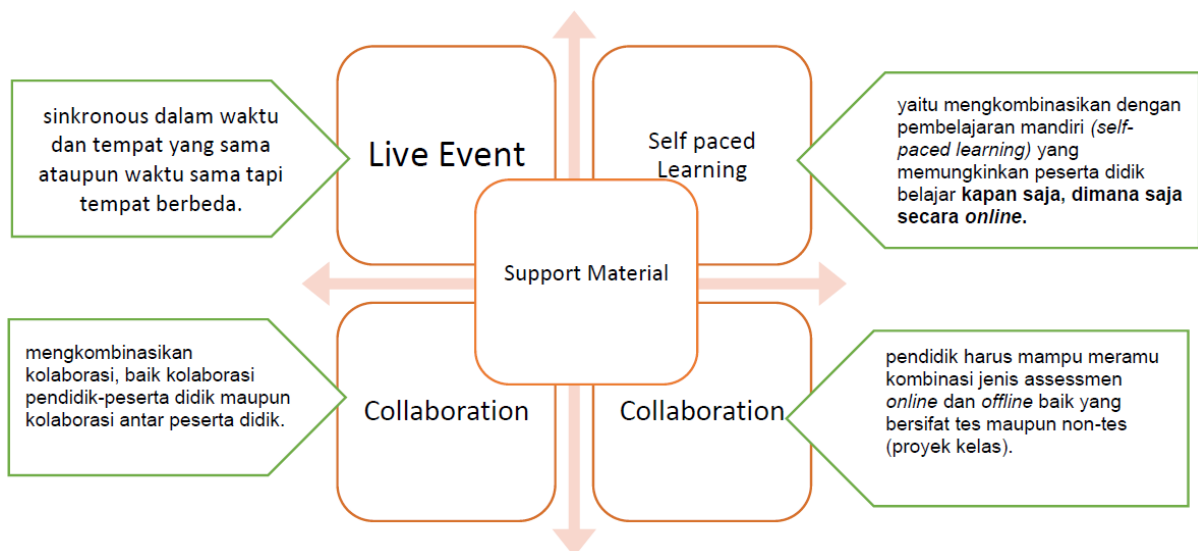 sinkronous dalam waktu
dan tempat yang sama
ataupun waktu sama tapi
tempat berbeda.
Live Event
Self paced
Learning
yaitu mengkombinasikan dengan
pembelajaran mandiri (self-
paced learning) yang
memungkinkan peserta didik
belajar kapan saja, dimana saja
secara online.
Support Material
mengkombinasikan
kolaborasi, baik kolaborasi
pendidik-peserta didik maupun
kolaborasi antar peserta didik.
Collaboration
Collaboration
pendidik harus mampu meramu
kombinasi jenis assessmen
online dan offline baik yang
bersifat tes maupun non-tes
(proyek kelas).